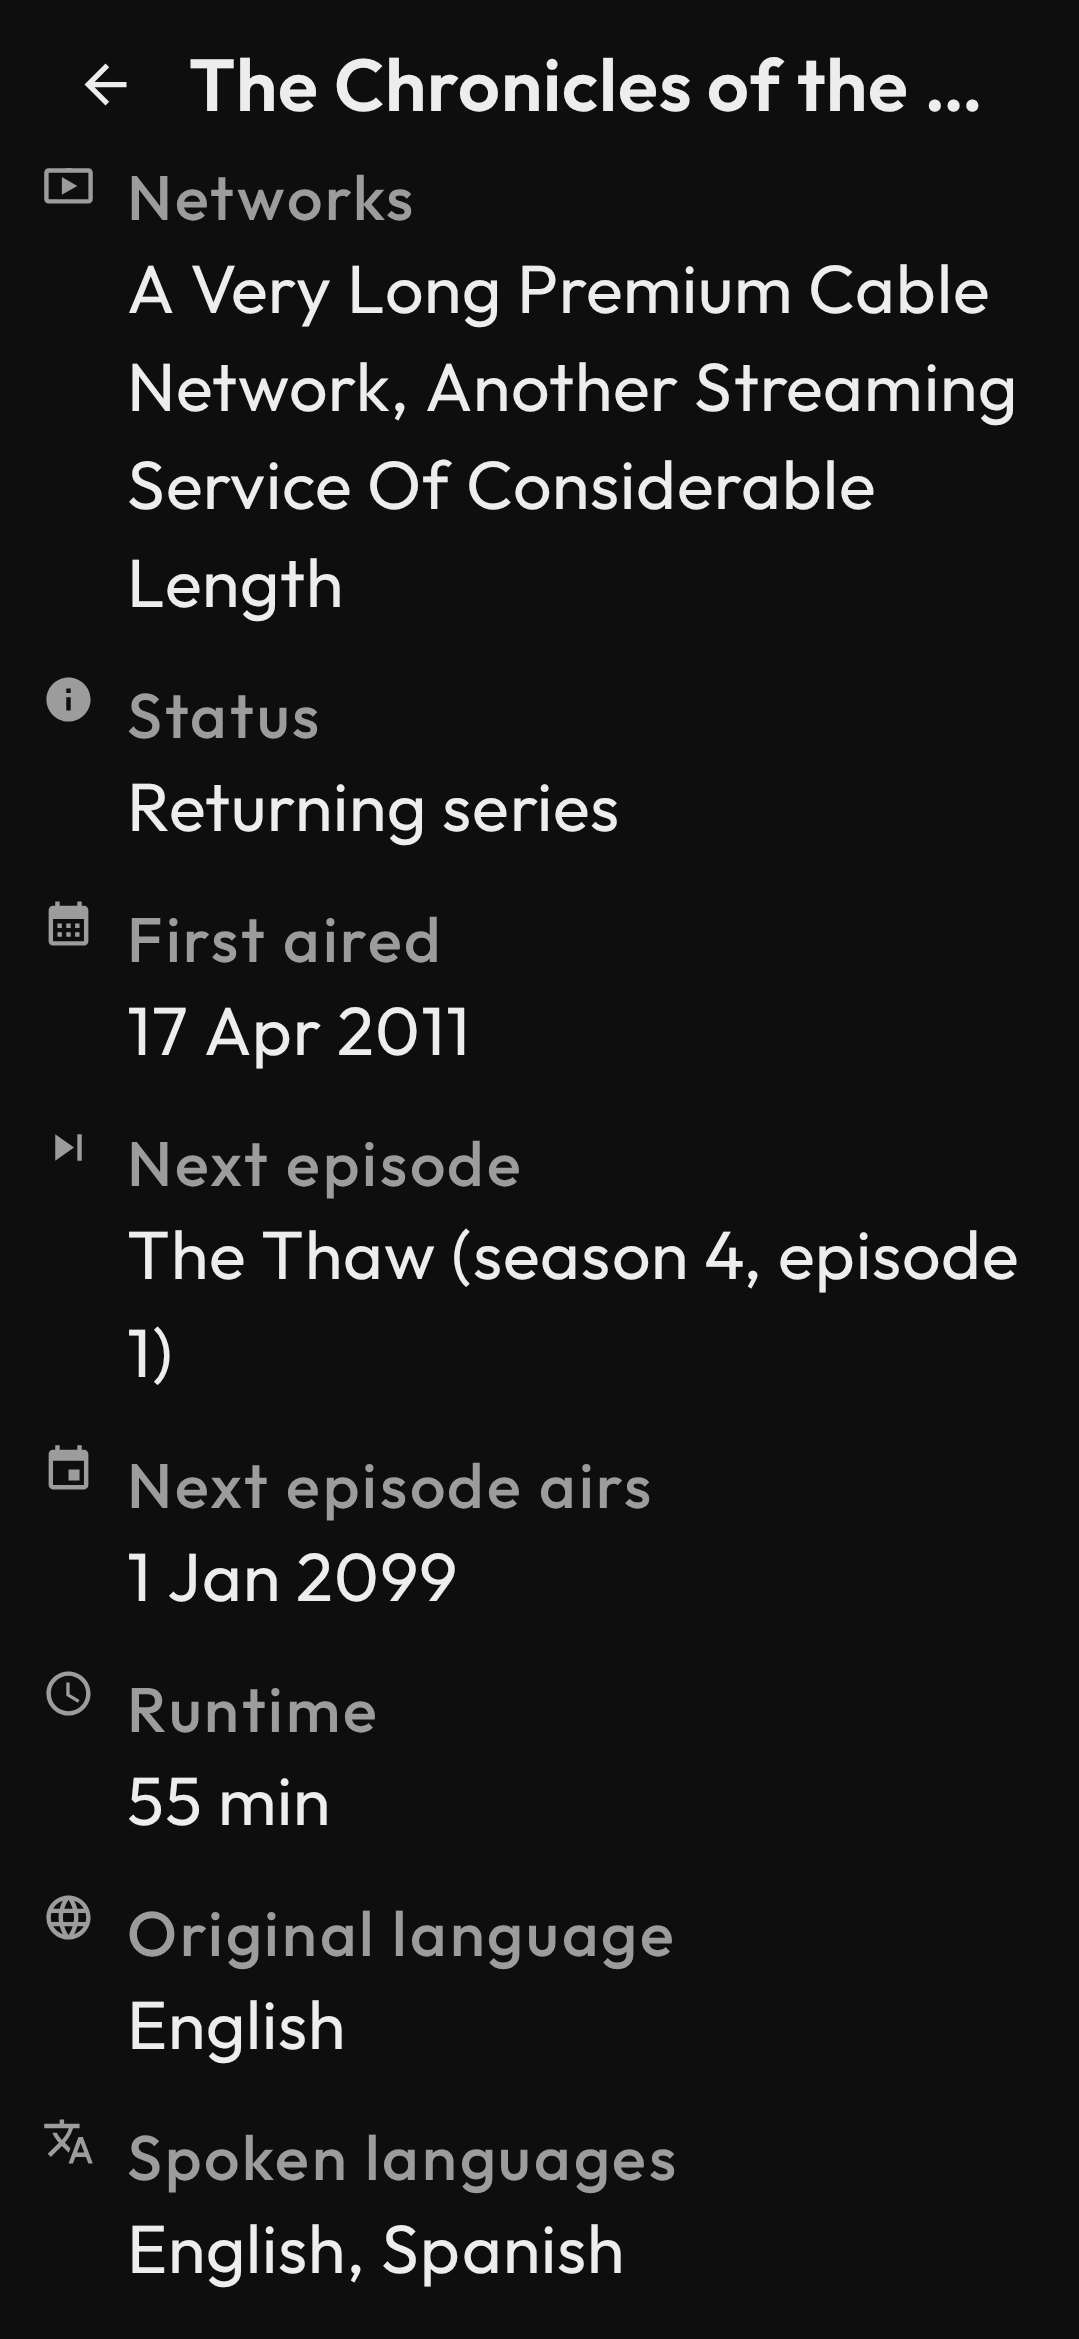 The Chronicles of the ...
Networks
A Very Long Premium Cable
Network, Another Streaming
Service Of Considerable
Length
Status
Returning series
First aired
17 Apr 2011
Next episode
The Thaw (season 4, episode
1)
Next episode airs
1 Jan 2099
Runtime
55 min
Original language
English
Spoken languages
English, Spanish